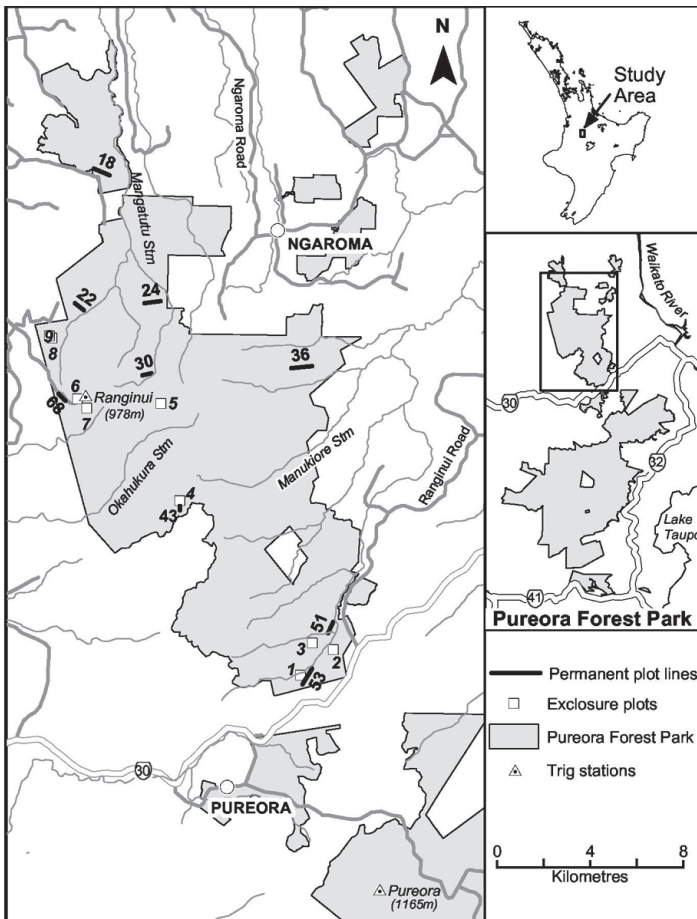 N
Ngaroma Road
18
Mangatutu Stm
NGAROMA
22
24
9
8
30
36
6
Ranginui
(978m)
68
7
5
Okahukura Stm
Manukiore Stm
Ranginui Road
4
43
51
3
2
1
53
30
PUREORA
Pureora
(1165m)
Study
Area
Waikato River
30
32
Lake
Taupo
41
Pureora Forest Park
Permanent plot lines
Exclosure plots
Pureora Forest Park
Trig stations
0 4 8
Kilometres